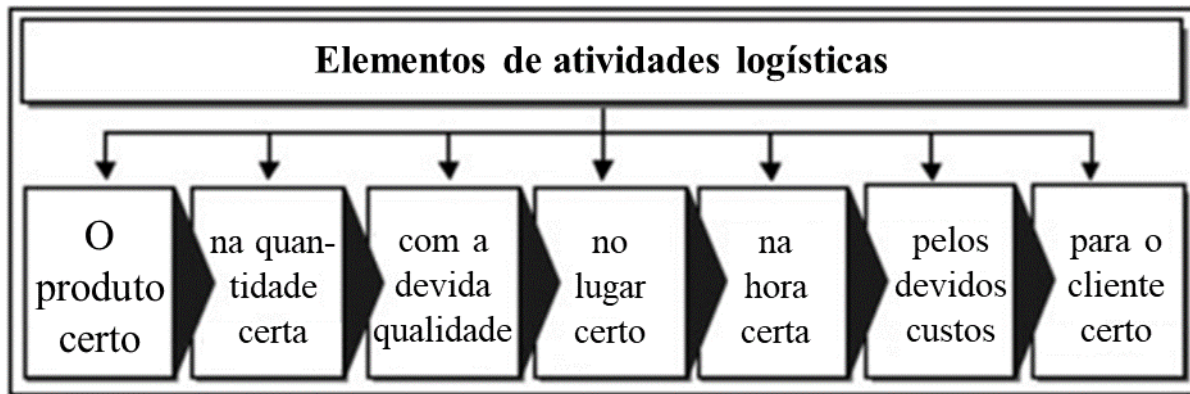 Elementos de atividades logísticas
O
produto
certo
na quan-
tidade
certa
com a
devida
qualidade
no
lugar
certo
na
hora
certa
pelos
devidos
custos
para o
cliente
certo